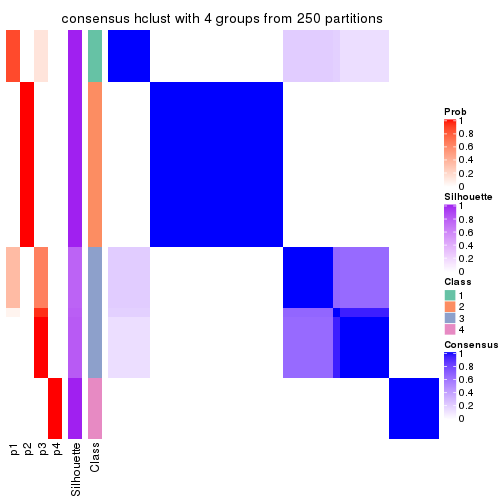 consensus hclust with 4 groups from 250 partitions
Prob
1
0.8
0.6
0.4
0.2
0
Silhouette
1
0.8
0.6
0.4
0.2
0
Class
1
2
3
4
Consensus
1
0.8
0.6
0.4
0.2
0
p1
p2
p3
p4
Silhouette
Class